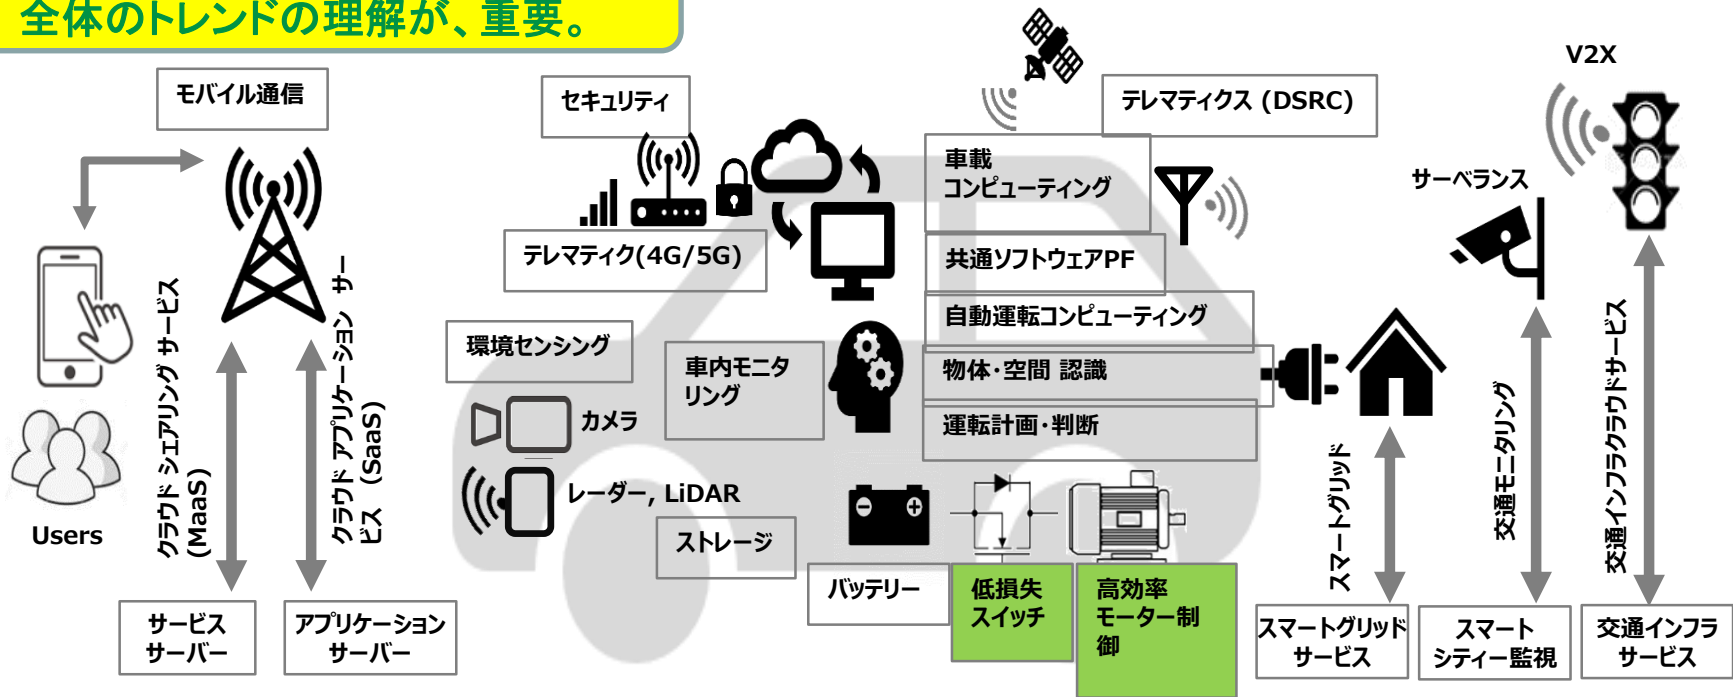 全体のトレンドの理解が、重要。
モバイル通信
セキュリティ
テレマティクス (DSRC)
V2X
車載
コンピューティング
サーベランス
テレマティク(4G/5G)
共通ソフトウェアPF
自動運転コンピューティング
環境センシング
車内モニタ
リング
物体・空間 認識
カメラ
運転計画・判断
レーダー, LiDAR
ストレージ
Users
クラウド シェアリング サービス
(MaaS)
クラウド アプリケーション サー
ビス (SaaS)
スマートグリッド
交通モニタリング
交通インフラクラウドサービス
バッテリー
低損失
スイッチ
高効率
モーター制
御
サービス
サーバー
アプリケーション
サーバー
スマートグリッド
サービス
スマート
シティー監視
交通インフラ
サービス